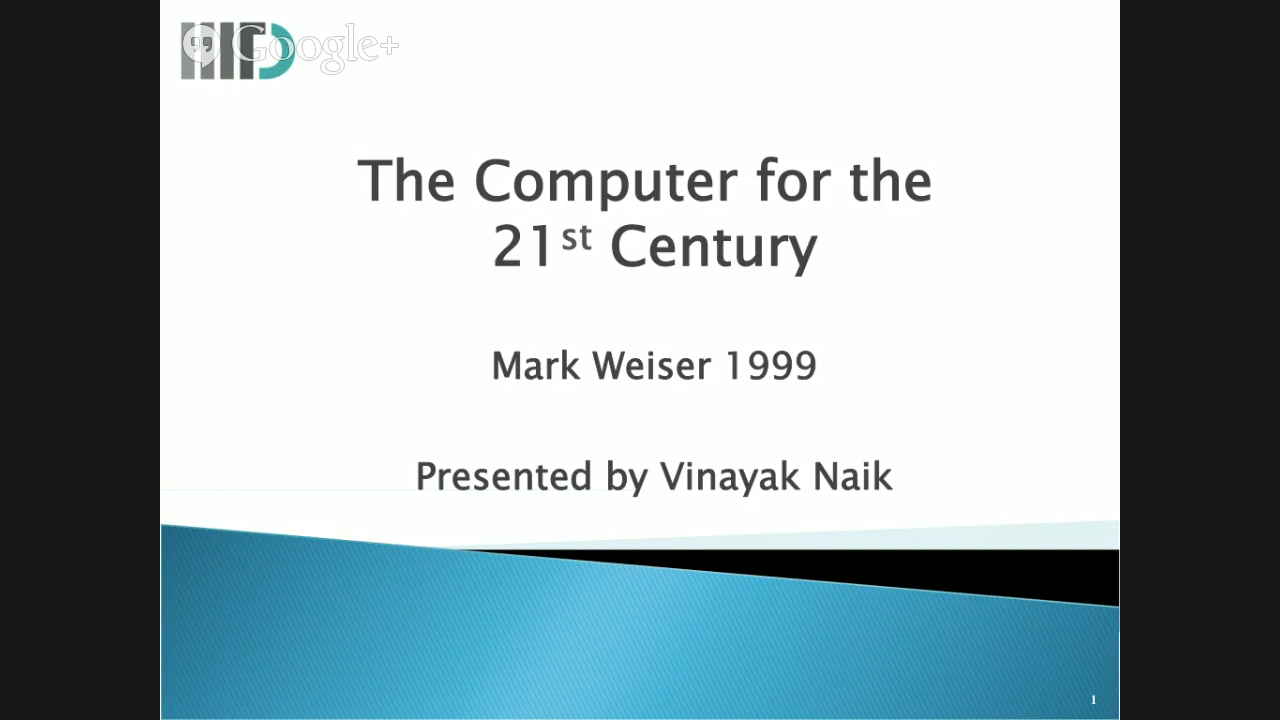 Google+
The Computer for the
21st Century
Mark Weiser 1999
Presented by Vinayak Naik
1